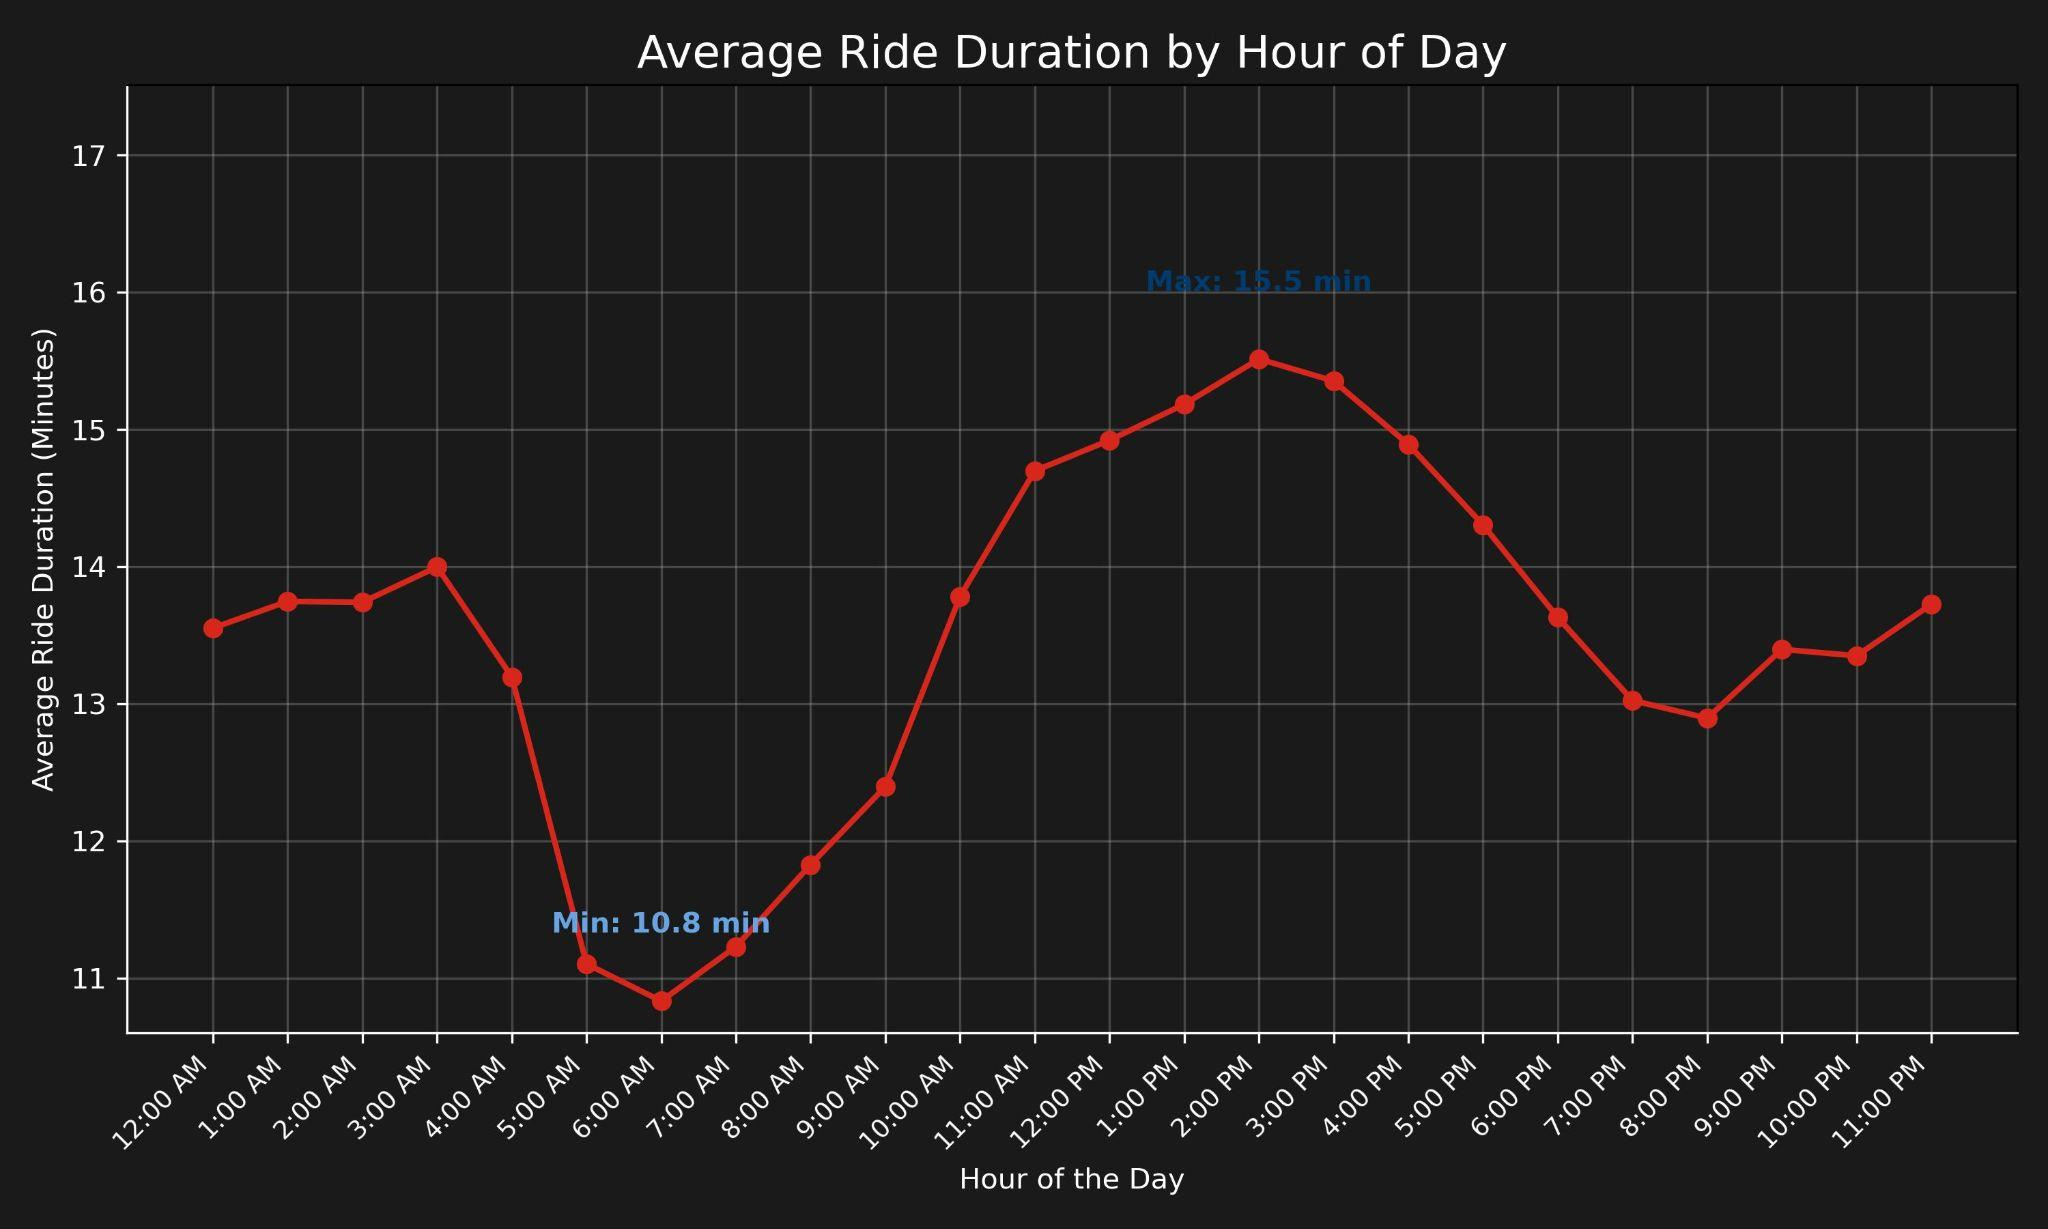 Average Ride Duration by Hour of Day
Average Ride Duration (Minutes)
17
16
15
14
13
12
11
Max: 15.5 min
Min: 10.8 min
12:00 AM
1:00 AM
2:00 AM
3:00 AM
4:00 AM
5:00 AM
6:00 AM
7:00 AM
8:00 AM
9:00 AM
10:00 AM
11:00 AM
12:00 PM
1:00 PM
2:00 PM
3:00 PM
4:00 PM
5:00 PM
6:00 PM
7:00 PM
8:00 PM
9:00 PM
10:00 PM
11:00 PM
Hour of the Day